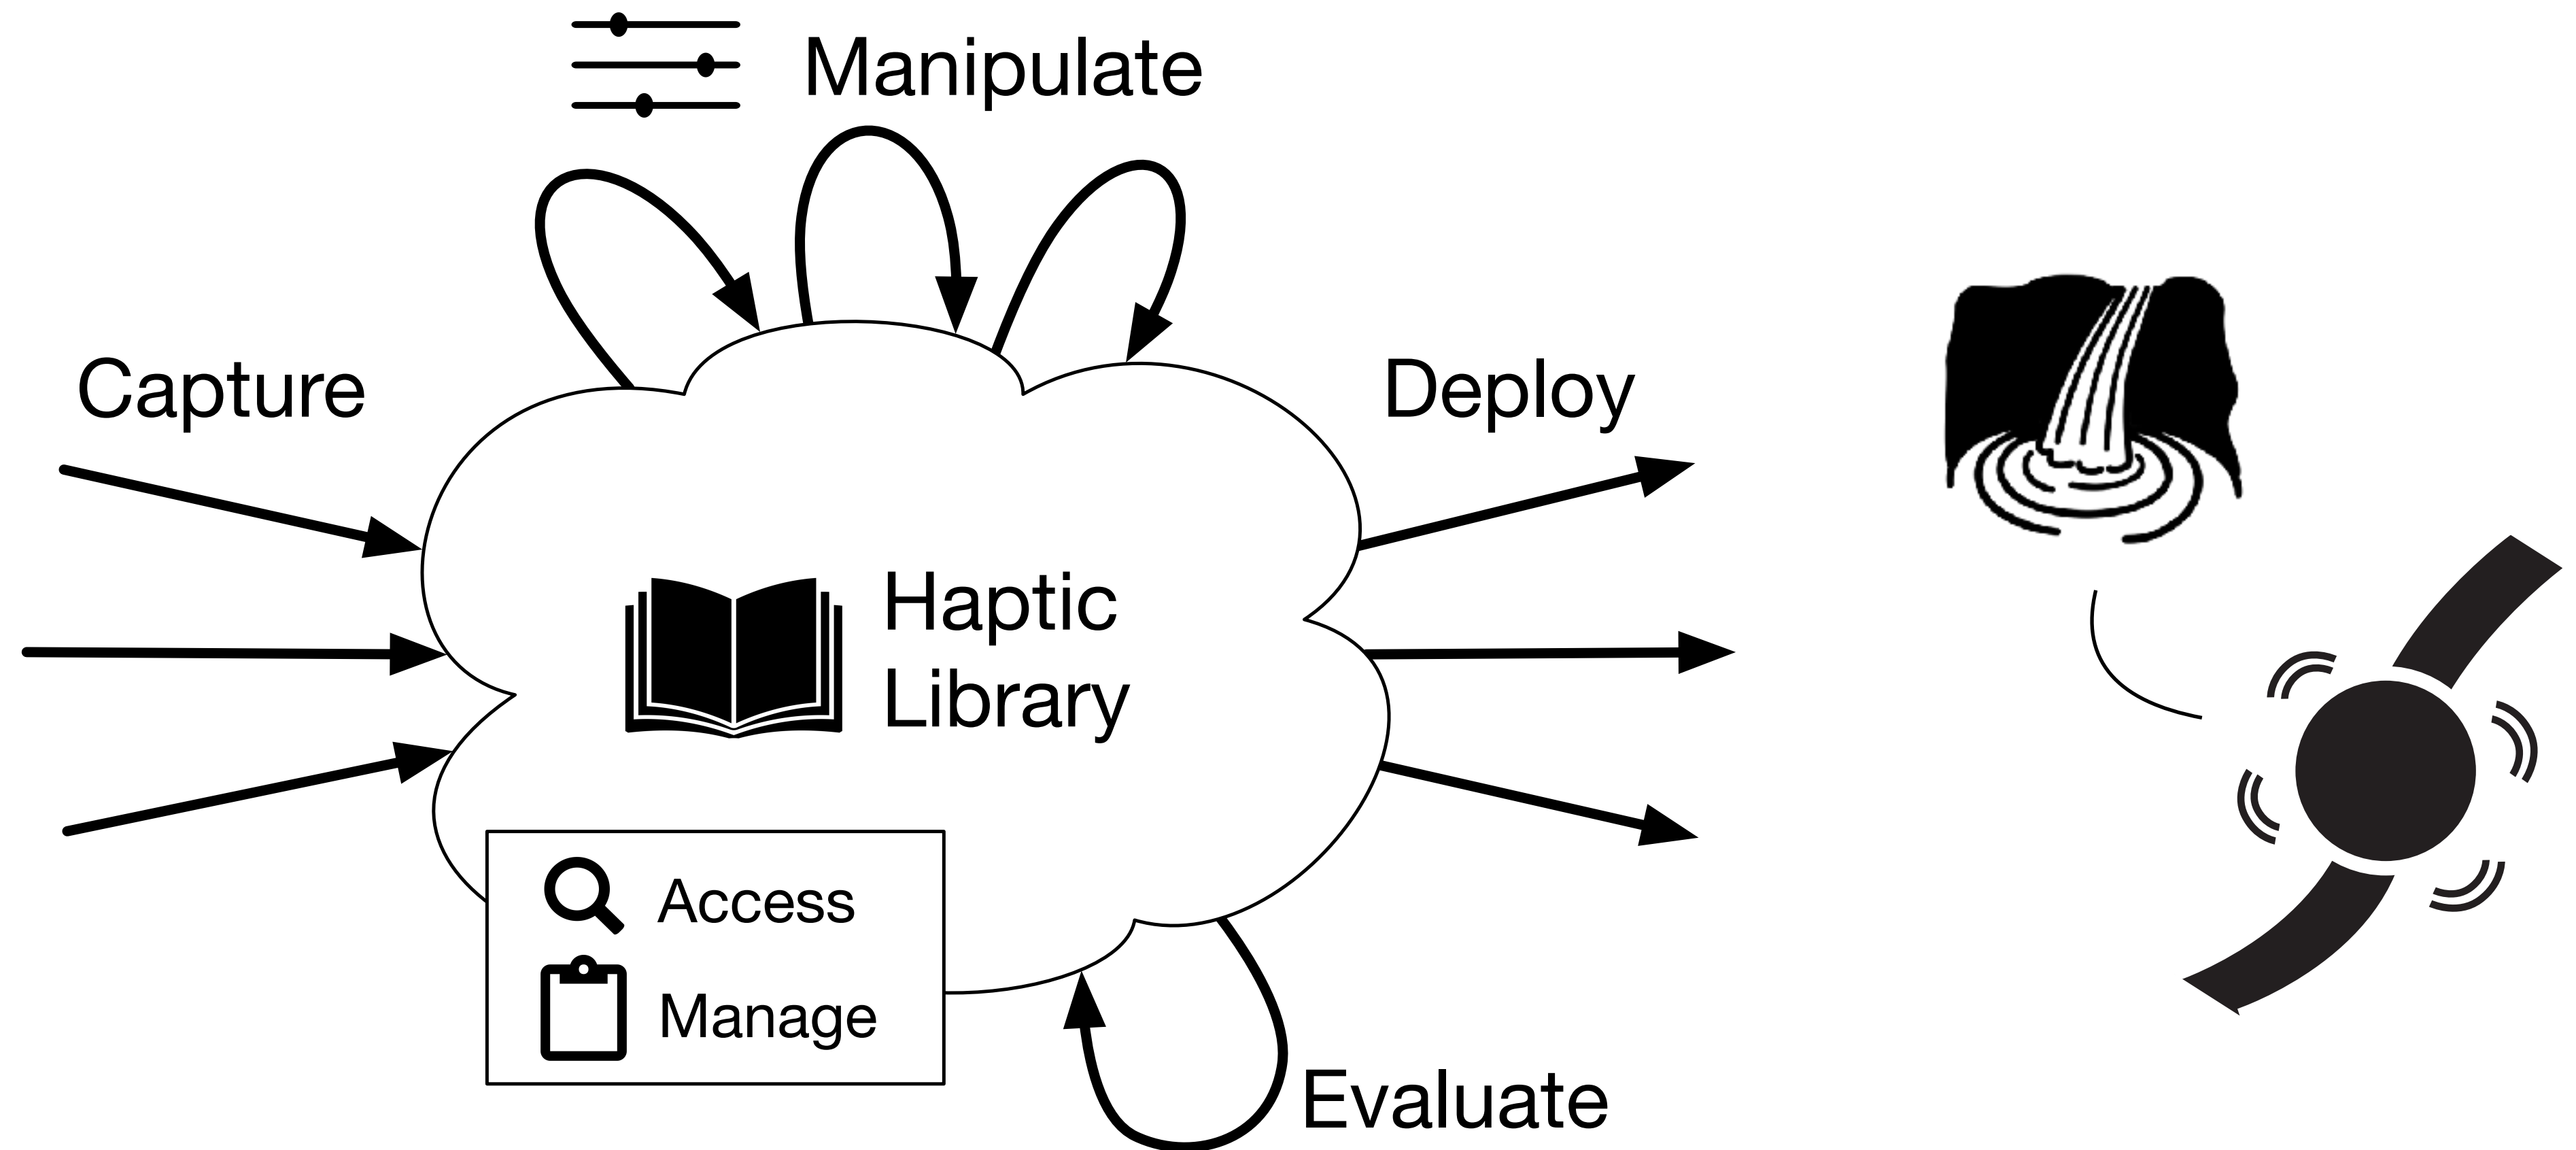 Manipulate
Capture
Deploy
Haptic
Library
Access
Manage
Evaluate